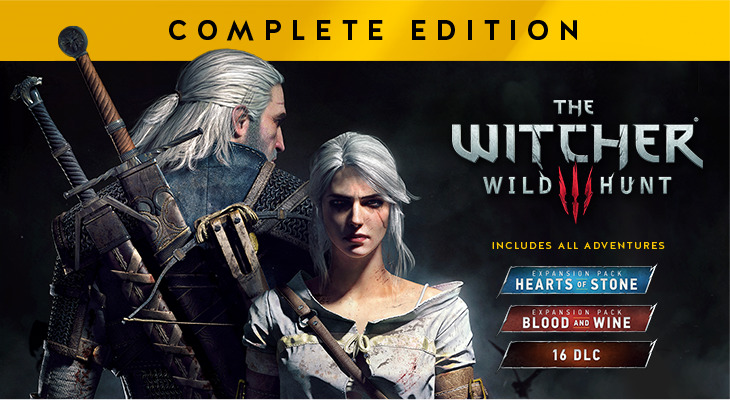 COMPLETE EDITION
THE
WITCHER®
WILD HUNT
III
INCLUDES ALL ADVENTURES
EXPANSION PACK
HEARTS OF STONE
EXPANSION PACK
BLOOD AND WINE
16 DLC